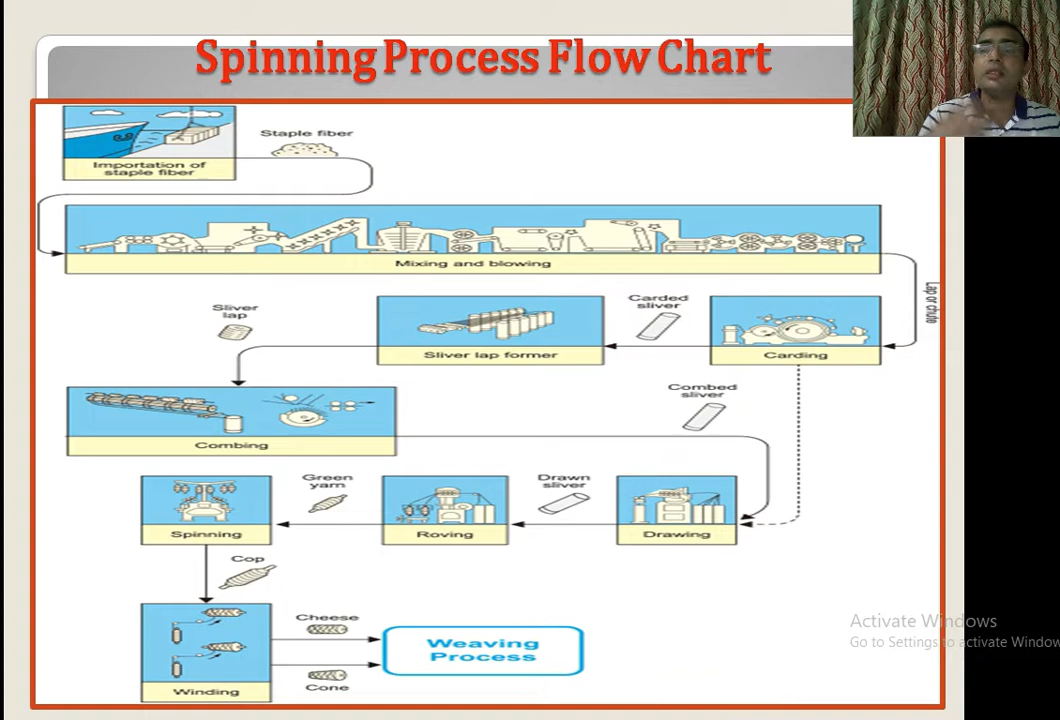 Spinning Process Flow Chart
Staple fiber
Importation of
staple fiber
Mixing and blowing
Lap or chute
Sliver
lap
Carded
sliver
Sliver lap former
Carding
Combed
sliver
Combing
Green
yarn
Drawn
sliver
Spinning
Roving
Drawing
Cop
Cheese
Weaving
Process
Cone
Winding
Activate Windows
Go to Settings to activate Window